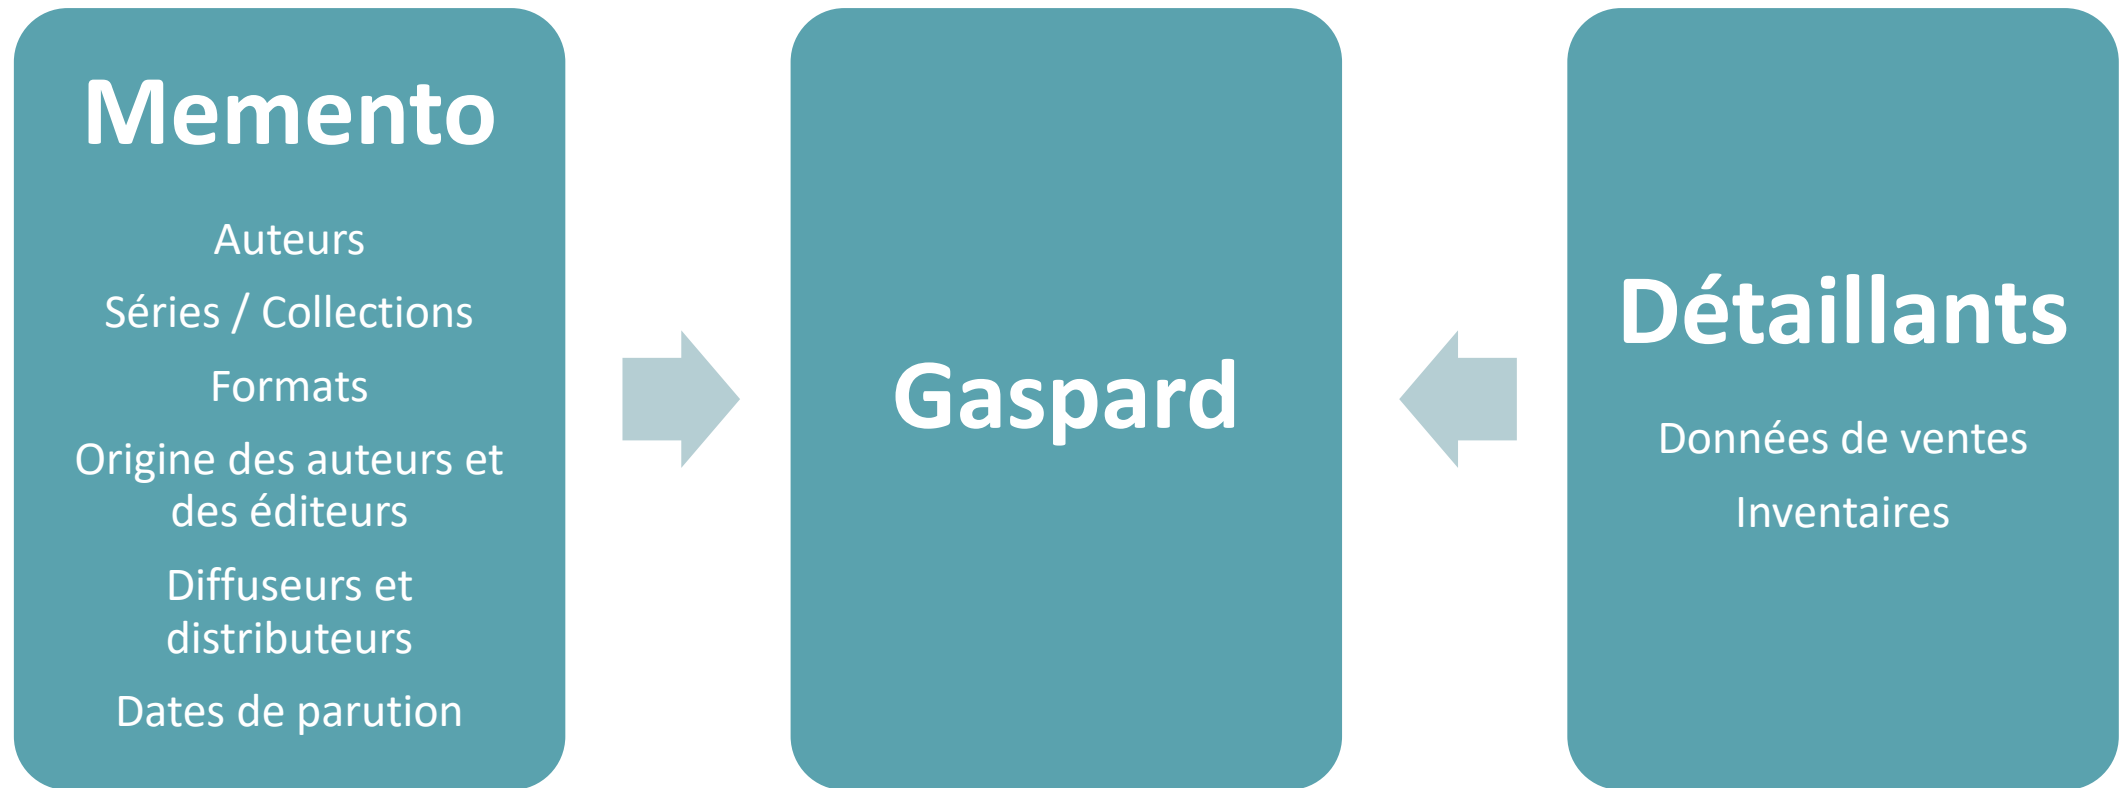 Memento
Auteurs
Séries / Collections
Formats
Origine des auteurs et
des éditeurs
Diffuseurs et
distributeurs
Dates de parution
Gaspard
Détaillants
Données de ventes
Inventaires